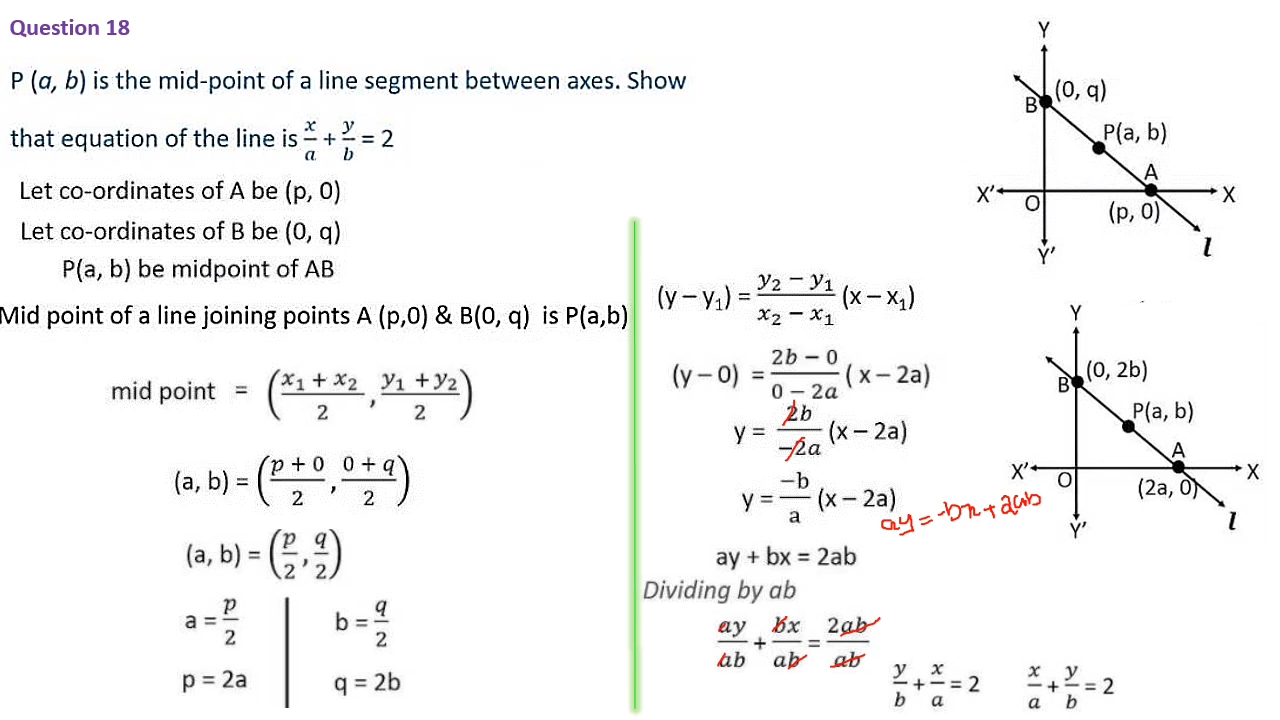 Question 18
P (a, b) is the mid-point of a line segment between axes. Show
that equation of the line is x/a + y/b = 2
Let co-ordinates of A be (p, 0)
Let co-ordinates of B be (0, q)
P(a, b) be midpoint of AB
Mid point of a line joining points A (p,0) & B(0, q) is P(a,b)
mid point = ((x₁ + x₂)/2, (y₁ + y₂)/2)
(a, b) = ((p + 0)/2, (0 + q)/2)
(a, b) = (p/2, q/2)
a = p/2
p = 2a
b = q/2
q = 2b
(y – y₁) = (y₂ − y₁)/(x₂ − x₁) (x – x₁)
(y – 0) = (2b − 0)/(0 − 2a) ( x – 2a)
y = 2b/−2a (x – 2a)
y = −b/a (x – 2a)
ay = -bx + 2ab
ay + bx = 2ab
Dividing by ab
ay/ab + bx/ab = 2ab/ab
y/b + x/a = 2
x/a + y/b = 2
Y
B
(0, q)
P(a, b)
A
X′
O
X
(p, 0)
Y′
l
Y
B
(0, 2b)
P(a, b)
A
X′
O
X
(2a, 0)
Y′
l